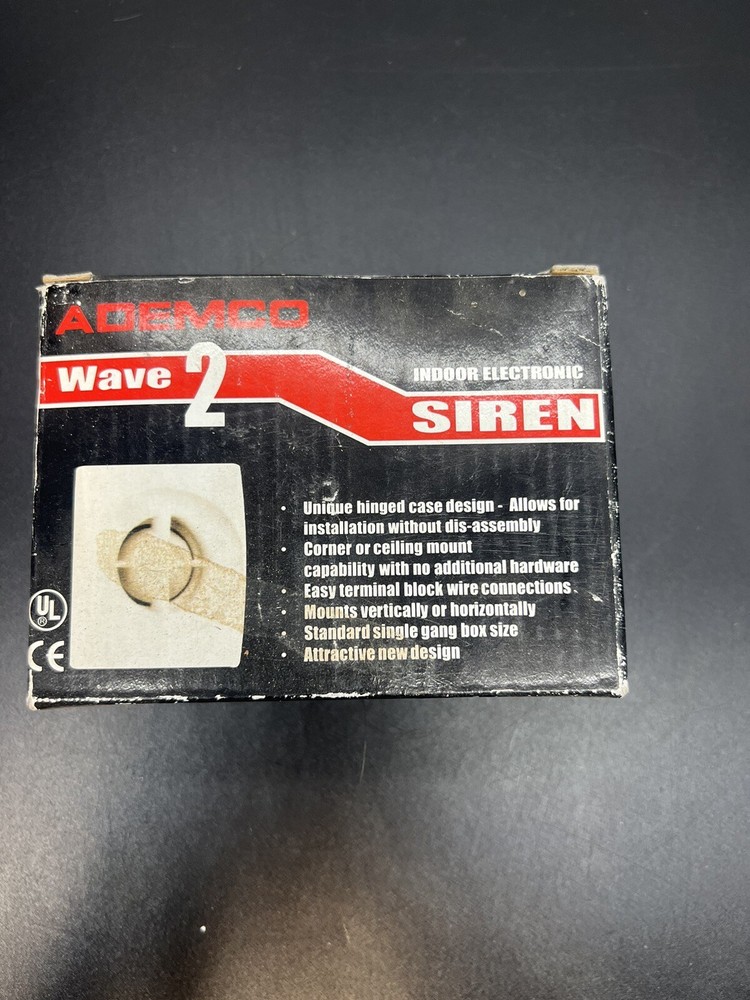 ADEMCO
Wave 2
INDOOR ELECTRONIC
SIREN
• Unique hinged case design - Allows for
installation without dis-assembly
• Corner or ceiling mount
capability with no additional hardware
• Easy terminal block wire connections
• Mounts vertically or horizontally
• Standard single gang box size
• Attractive new design
UL
®
CE